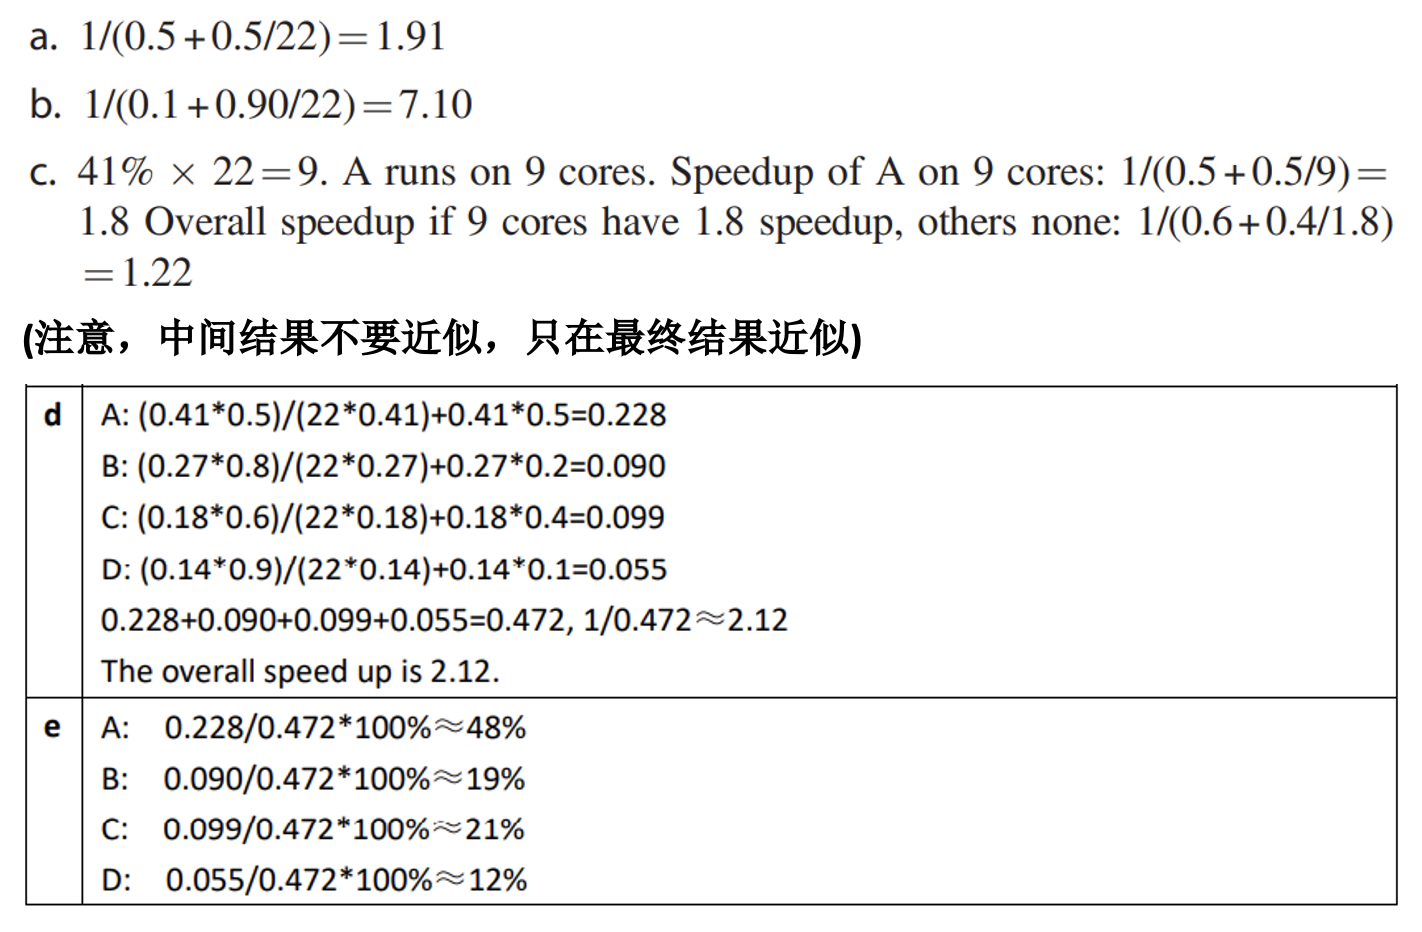 a. 1/(0.5+0.5/22)=1.91
b. 1/(0.1+0.90/22)=7.10
c. 41% × 22=9. A runs on 9 cores. Speedup of A on 9 cores: 1/(0.5+0.5/9)=
1.8 Overall speedup if 9 cores have 1.8 speedup, others none: 1/(0.6+0.4/1.8)
=1.22
(注意，中间结果不要近似，只在最终结果近似)
d A: (0.41*0.5)/(22*0.41)+0.41*0.5=0.228
B: (0.27*0.8)/(22*0.27)+0.27*0.2=0.090
C: (0.18*0.6)/(22*0.18)+0.18*0.4=0.099
D: (0.14*0.9)/(22*0.14)+0.14*0.1=0.055
0.228+0.090+0.099+0.055=0.472, 1/0.472≈2.12
The overall speed up is 2.12.
e A: 0.228/0.472*100%≈48%
B: 0.090/0.472*100%≈19%
C: 0.099/0.472*100%≈21%
D: 0.055/0.472*100%≈12%